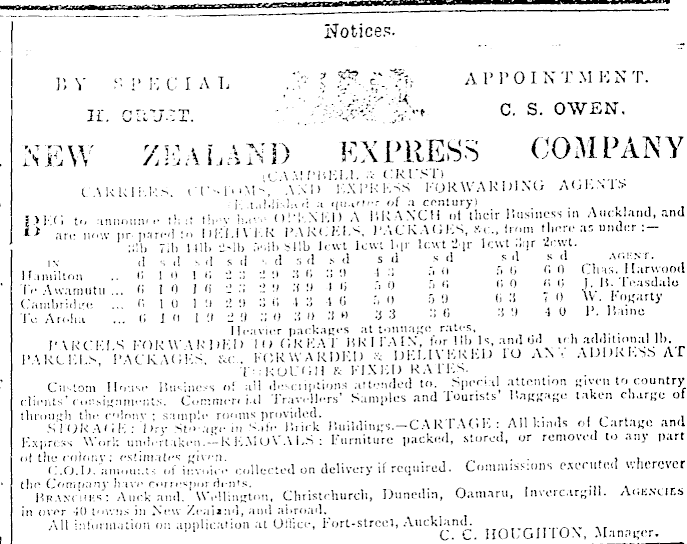 Notices.
BY SPECIAL APPOINTMENT.
H. CRUST. C. S. OWEN.
NEW ZEALAND EXPRESS COMPANY
(CAMPBELL & CRUST)
CARRIERS, CUSTOMS, AND EXPRESS FORWARDING AGENTS
(Established a quarter of a century)
BEG to announce that they have OPENED A BRANCH of their Business in Auckland, and
are now prepared to DELIVER PARCELS, PACKAGES, &c., from there as under :—
3lb 7lb 14lb 28lb 56lb 84lb 1cwt 1cwt 1qr 1cwt 2qr 1cwt 3qr 2cwt.
IN d s d s d s d s d s d s d s d s d s d s d AGENT.
Hamilton .. 6 1 0 1 6 2 3 2 9 3 6 3 9 4 3 5 0 5 6 6 0 Chas. Harwood
Te Awamutu ... 6 1 0 1 6 2 3 2 9 3 9 4 6 5 0 5 6 6 0 6 6 J. B. Teasdale
Cambridge ... 6 1 0 1 9 2 9 3 6 4 3 4 6 5 0 5 9 6 3 7 0 W. Fogarty
Te Aroha ... 6 1 0 1 9 2 9 3 0 3 0 3 0 3 3 3 6 3 9 4 0 P. Baine
Heavier packages at tonnage rates.
PARCELS FORWARDED TO GREAT BRITAIN, for 1lb 1s, and 6d additional lb.
PARCELS, PACKAGES, &c., FORWARDED & DELIVERED TO ANY ADDRESS AT
THROUGH & FIXED RATES.
Custom House Business of all descriptions attended to. Special attention given to country
clients' consignments. Commercial Travellers' Samples and Tourists' Baggage taken charge of
through the colony ; sample rooms provided.
STORAGE : Dry Storage in Safe Brick Buildings.—CARTAGE : All kinds of Cartage and
Express Work undertaken.—REMOVALS : Furniture packed, stored, or removed to any part
of the colony ; estimates given.
C.O.D. amounts of invoice collected on delivery if required. Commissions executed wherever
the Company have correspondents.
BRANCHES : Auckland, Wellington, Christchurch, Dunedin, Oamaru, Invercargill. AGENCIES
in over 40 towns in New Zealand, and abroad.
All information on application at Office, Fort-street, Auckland.
C. C. HOUGHTON, Manager.